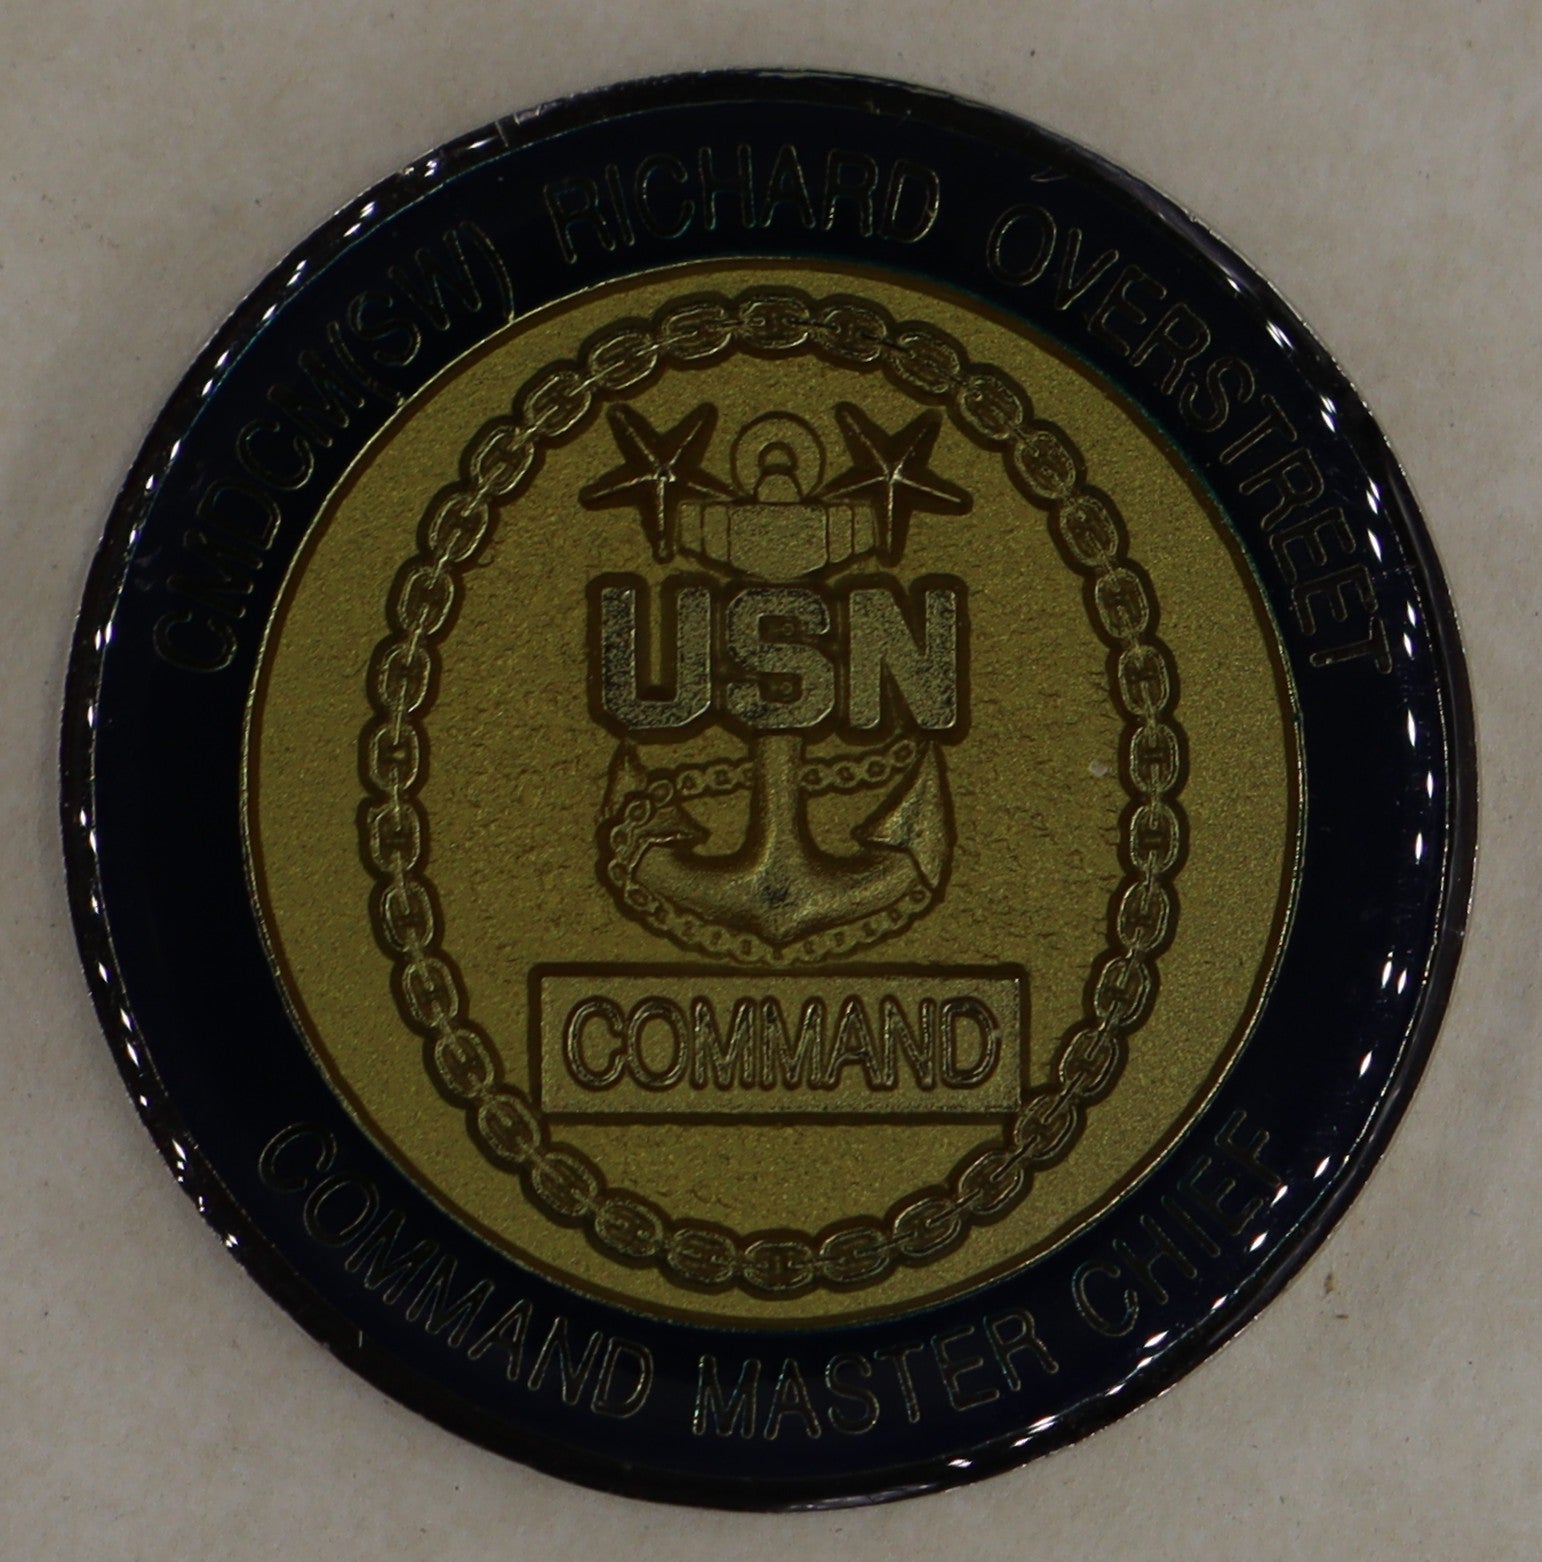 CMDCM(SW) RICHARD OVERSTREET
USN
COMMAND
COMMAND MASTER CHIEF